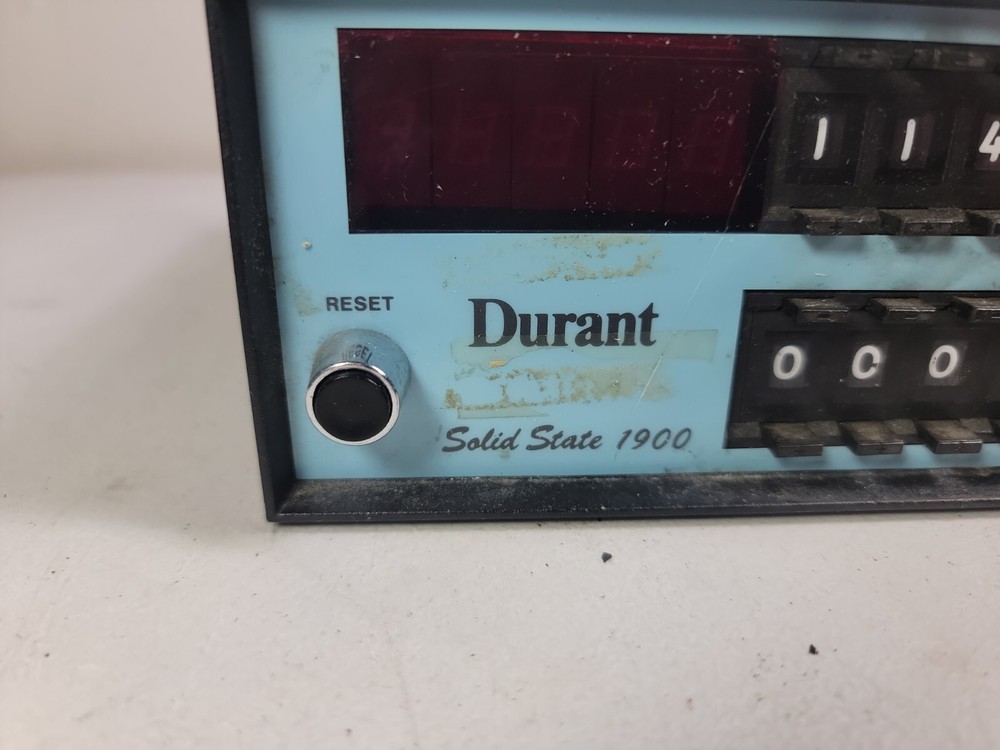 1 1 4
RESET
Durant
0 0 0
Solid State 1900